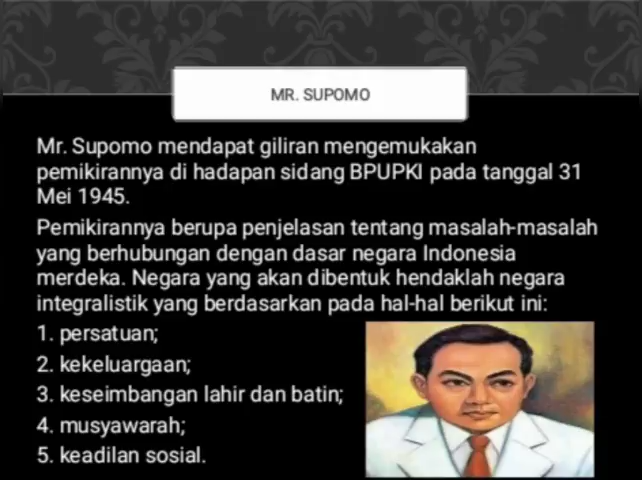 MR. SUPOMO
Mr. Supomo mendapat giliran mengemukakan
pemikirannya di hadapan sidang BPUPKI pada tanggal 31
Mei 1945.
Pemikirannya berupa penjelasan tentang masalah-masalah
yang berhubungan dengan dasar negara Indonesia
merdeka. Negara yang akan dibentuk hendaklah negara
integralistik yang berdasarkan pada hal-hal berikut ini:
1. persatuan;
2. kekeluargaan;
3. keseimbangan lahir dan batin;
4. musyawarah;
5. keadilan sosial.